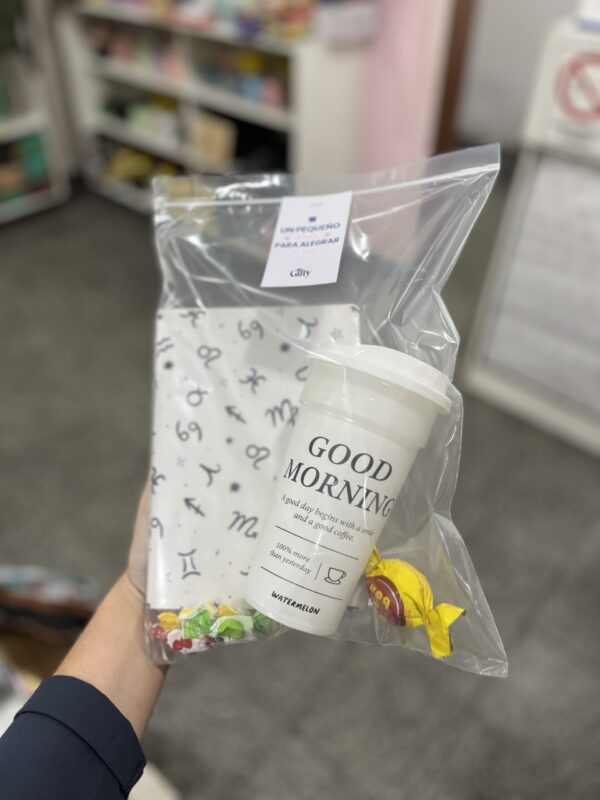 UN PEQUEÑO
PARA ALEGRAR
Gifty
GOOD
MORNING
A good day begins with a smile
and a good coffee.
100% more
than yesterday
WATERMELON
bon